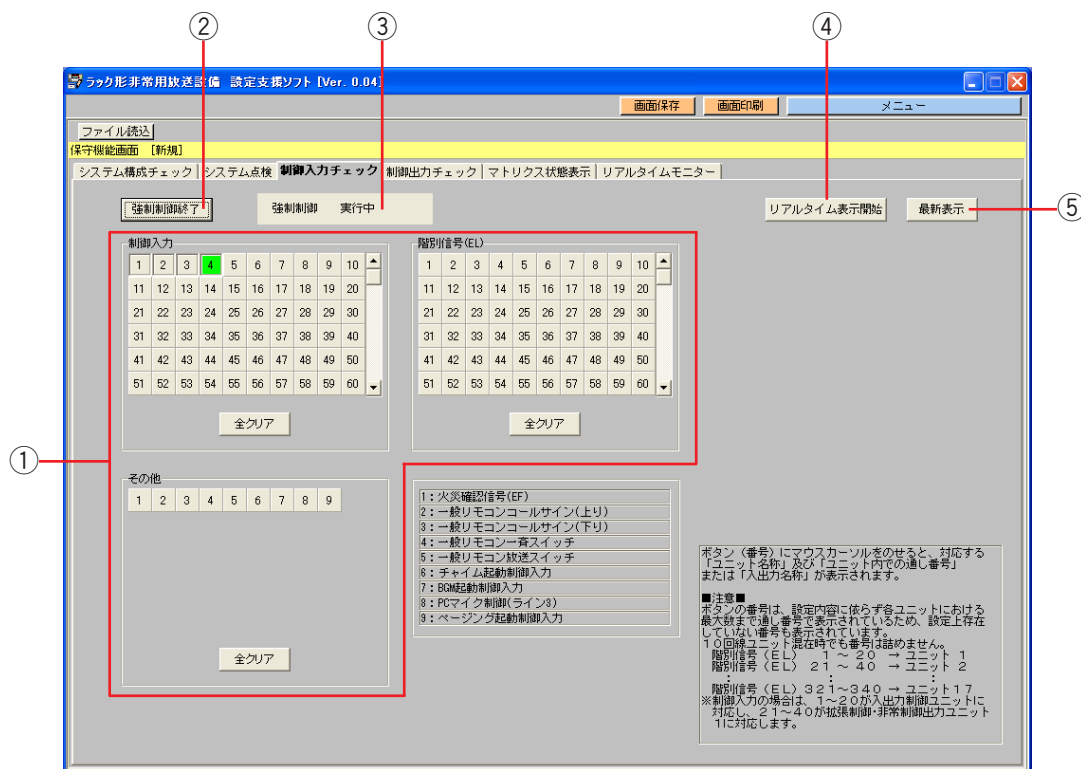 ② ③ ④
ラック形非常用放送設備 設定支援ソフト [Ver. 0.04]
画面保存 画面印刷 メニュー
ファイル読込
保守機能画面 [新規]
システム構成チェック システム点検 制御入力チェック 制御出力チェック マトリクス状態表示 リアルタイムモニター
強制制御終了 強制制御 実行中 リアルタイム表示開始 最新表示 ⑤
制御入力
1 2 3 4 5 6 7 8 9 10
11 12 13 14 15 16 17 18 19 20
21 22 23 24 25 26 27 28 29 30
31 32 33 34 35 36 37 38 39 40
41 42 43 44 45 46 47 48 49 50
51 52 53 54 55 56 57 58 59 60
全クリア
階別信号(EL)
1 2 3 4 5 6 7 8 9 10
11 12 13 14 15 16 17 18 19 20
21 22 23 24 25 26 27 28 29 30
31 32 33 34 35 36 37 38 39 40
41 42 43 44 45 46 47 48 49 50
51 52 53 54 55 56 57 58 59 60
全クリア
①
その他
1 2 3 4 5 6 7 8 9
全クリア
1:火災確認信号(EF)
2:一般リモコンコールサイン(上り)
3:一般リモコンコールサイン(下り)
4:一般リモコン一斉スイッチ
5:一般リモコン放送スイッチ
6:チャイム起動制御入力
7:BGM起動制御入力
8:PCマイク制御(ライン3)
9:ページング起動制御入力
ボタン(番号)にマウスカーソルをのせると、対応する
「ユニット名称」及び「ユニット内での通し番号」
または「入出力名称」が表示されます。
■注意■
ボタンの番号は、設定内容に依らず各ユニットにおける
最大数まで通し番号で表示されているため、設定上存在
していない番号も表示されています。
10回線ユニット混在時でも番号は詰めません。
階別信号(EL) 1~20 → ユニット 1
階別信号(EL) 21~40 → ユニット 2
: : :
階別信号(EL)321~340 → ユニット17
※制御入力の場合は、1~20が入出力制御ユニットに
対応し、21~40が拡張制御・非常制御出力ユニット
1に対応します。